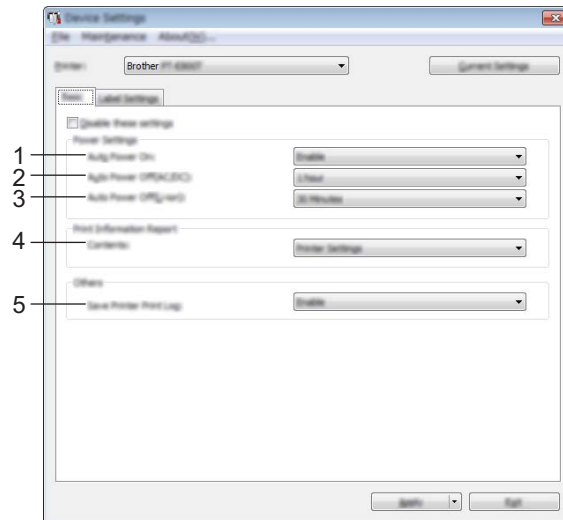 Device Settings
File Maintenance About(N)...
Printer: Brother PT-E800T Current Settings
Basic Label Settings
Disable these settings
Power Settings
1 Auto Power On: Enable
2 Auto Power Off(AC/DC): 1 hour
3 Auto Power Off(Li-ion): 30 Minutes
Print Information Report
4 Contents: Printer Settings
Others
5 Save Printer Print Log: Enable
Apply Exit